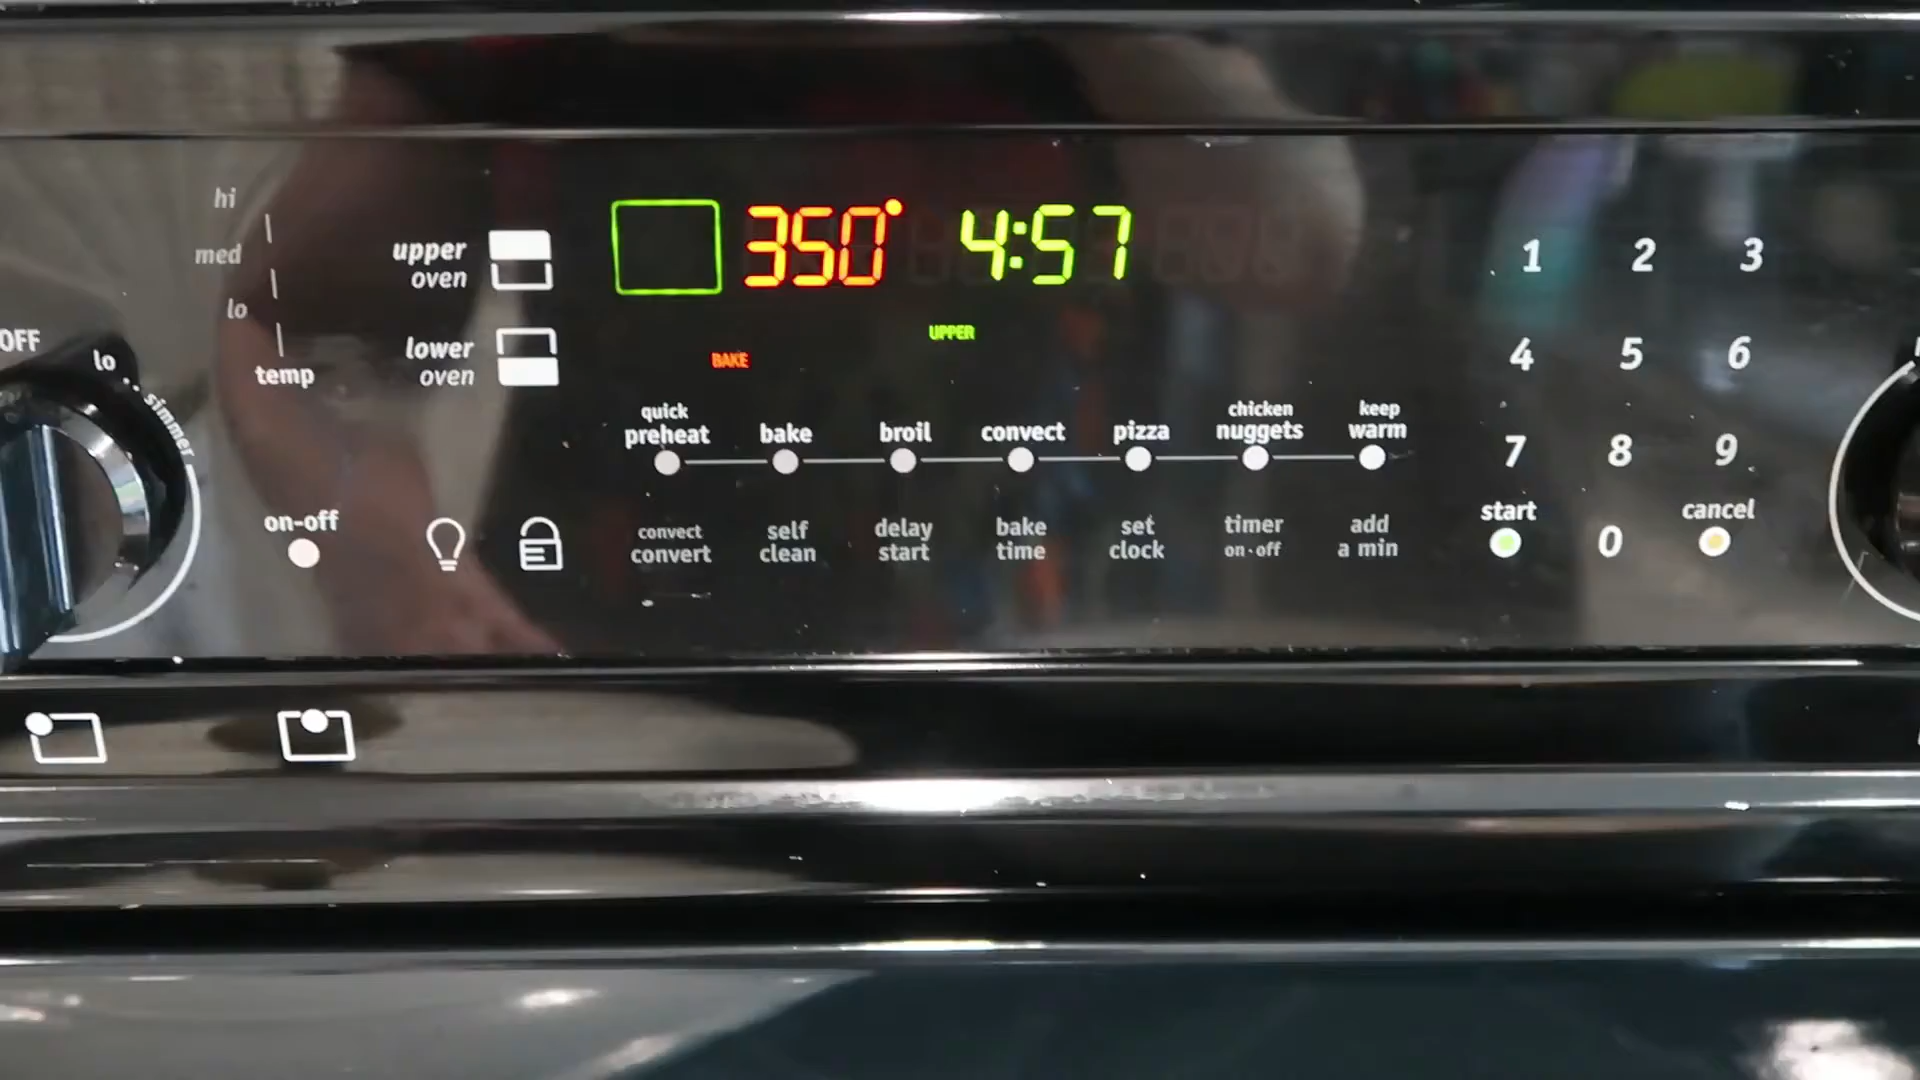 hi
med
lo
temp
OFF
lo
simmer
upper
oven
lower
oven
350° 4:57
UPPER
BAKE
quick
preheat
bake
broil
convect
pizza
chicken
nuggets
keep
warm
on-off
convect
convert
self
clean
delay
start
bake
time
set
clock
timer
on·off
add
a min
1 2 3
4 5 6
7 8 9
start
0
cancel